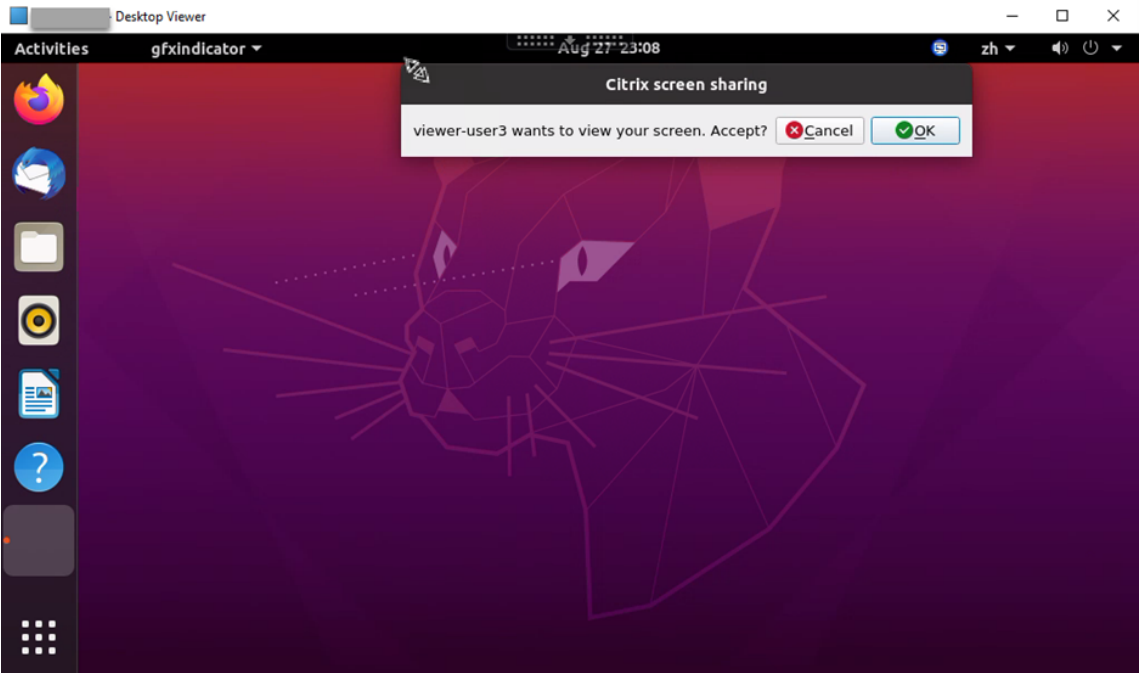 - Desktop Viewer
Activities gfxindicator Aug 27 23:08 zh
Citrix screen sharing
viewer-user3 wants to view your screen. Accept? Cancel OK
?